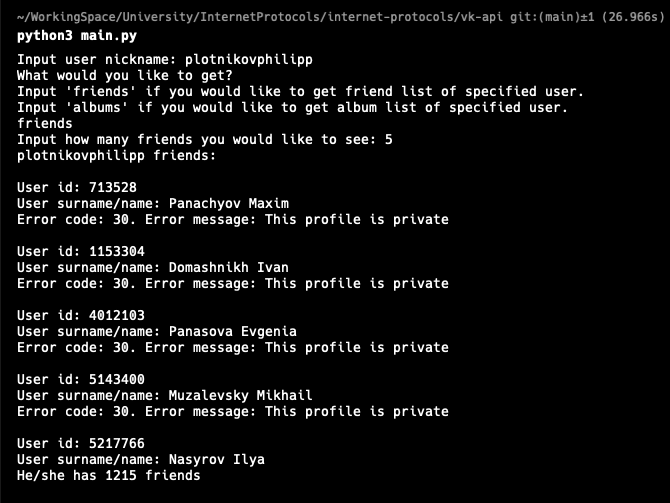 ~/WorkingSpace/University/InternetProtocols/internet-protocols/vk-api git:(main)±1 (26.966s)
python3 main.py
Input user nickname: plotnikovphilipp
What would you like to get?
Input 'friends' if you would like to get friend list of specified user.
Input 'albums' if you would like to get album list of specified user.
friends
Input how many friends you would like to see: 5
plotnikovphilipp friends:
User id: 713528
User surname/name: Panachyov Maxim
Error code: 30. Error message: This profile is private
User id: 1153304
User surname/name: Domashnikh Ivan
Error code: 30. Error message: This profile is private
User id: 4012103
User surname/name: Panasova Evgenia
Error code: 30. Error message: This profile is private
User id: 5143400
User surname/name: Muzalevsky Mikhail
Error code: 30. Error message: This profile is private
User id: 5217766
User surname/name: Nasyrov Ilya
He/she has 1215 friends